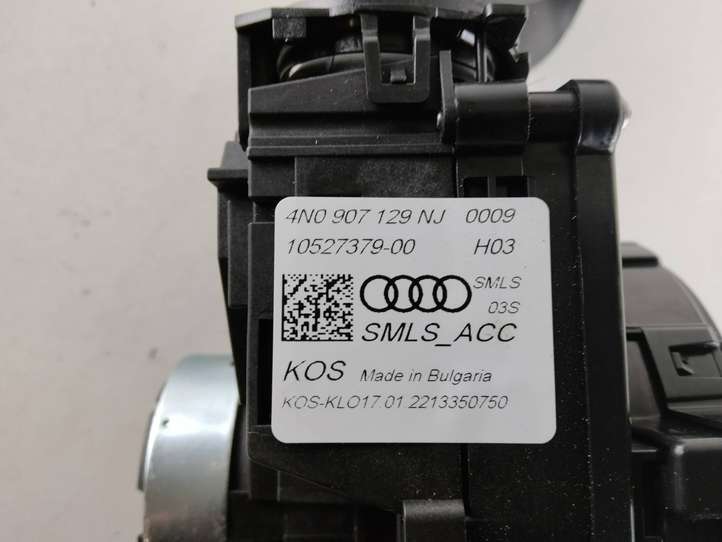 4N0 907 129 NJ 0009
10527379-00 H03
SMLS
03S
SMLS_ACC
KOS Made in Bulgaria
KOS-KLO17.01.2213350750